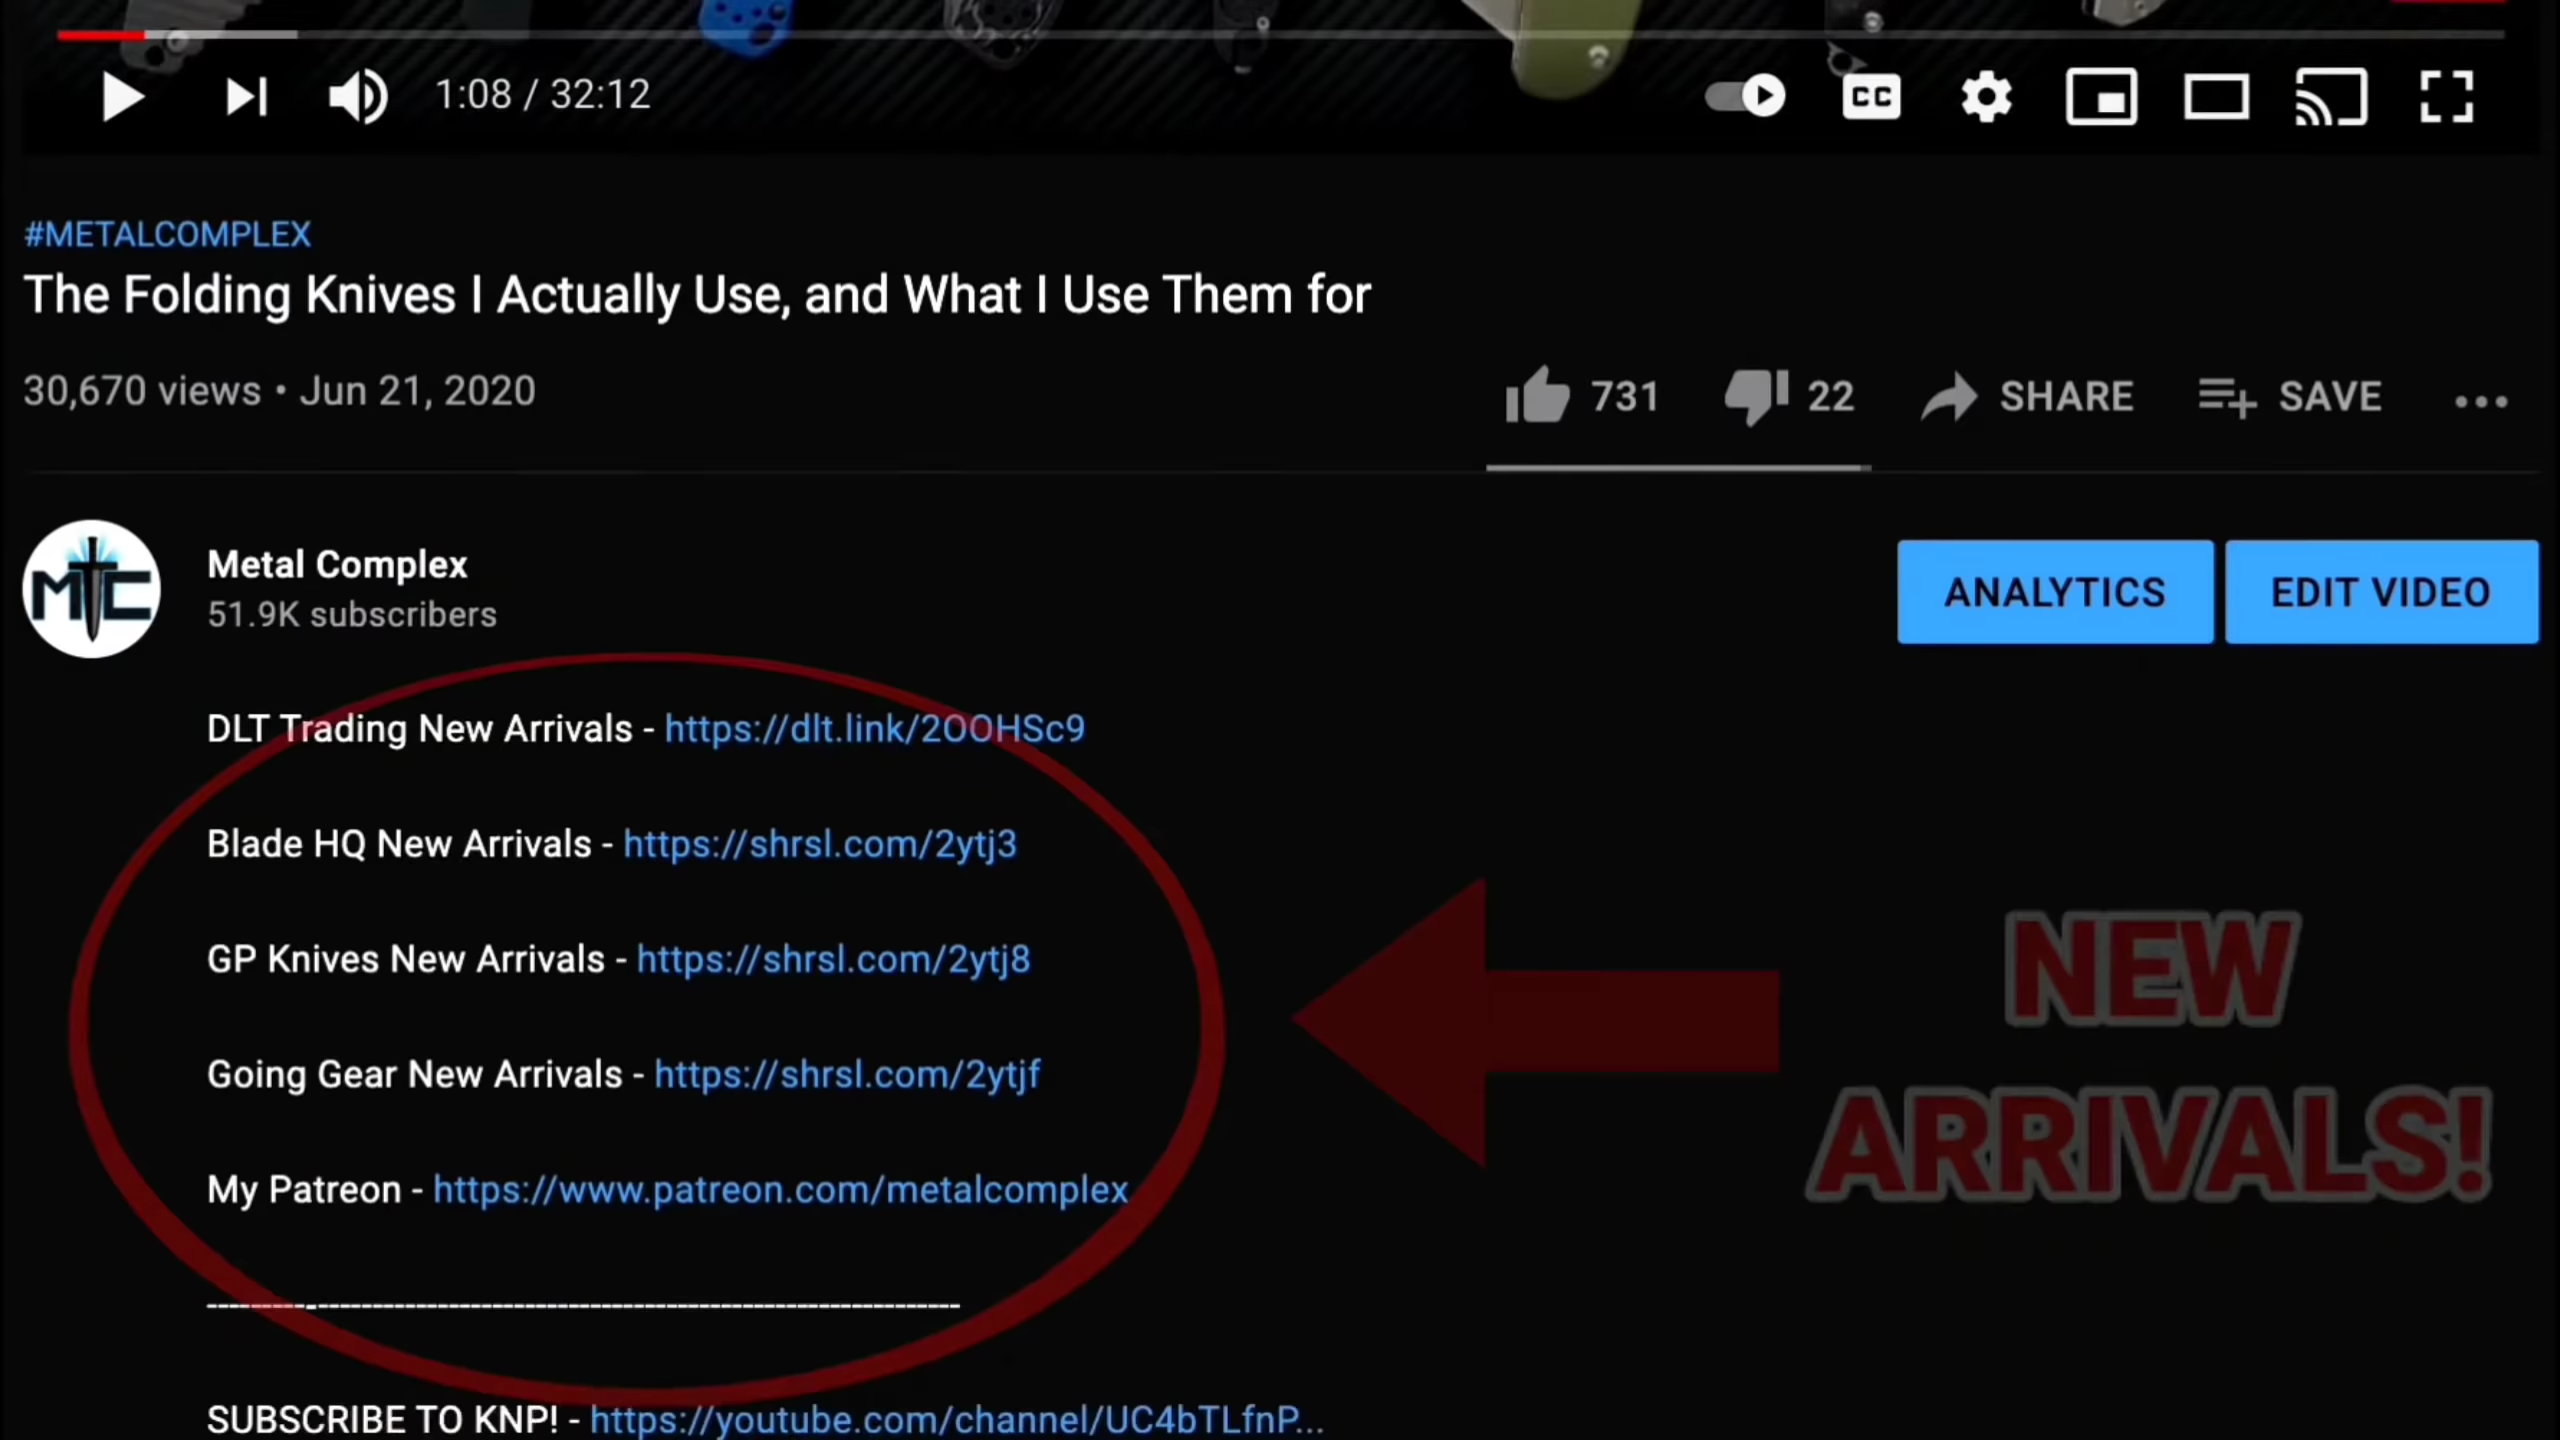 1:08 / 32:12
CC
#METALCOMPLEX
The Folding Knives I Actually Use, and What I Use Them for
30,670 views • Jun 21, 2020
731
22
SHARE
SAVE
MTC
Metal Complex
51.9K subscribers
ANALYTICS
EDIT VIDEO
DLT Trading New Arrivals - https://dlt.link/2OOHSc9
Blade HQ New Arrivals - https://shrsl.com/2ytj3
GP Knives New Arrivals - https://shrsl.com/2ytj8
Going Gear New Arrivals - https://shrsl.com/2ytjf
My Patreon - https://www.patreon.com/metalcomplex
NEW
ARRIVALS!
SUBSCRIBE TO KNP! - https://youtube.com/channel/UC4bTLfnP...